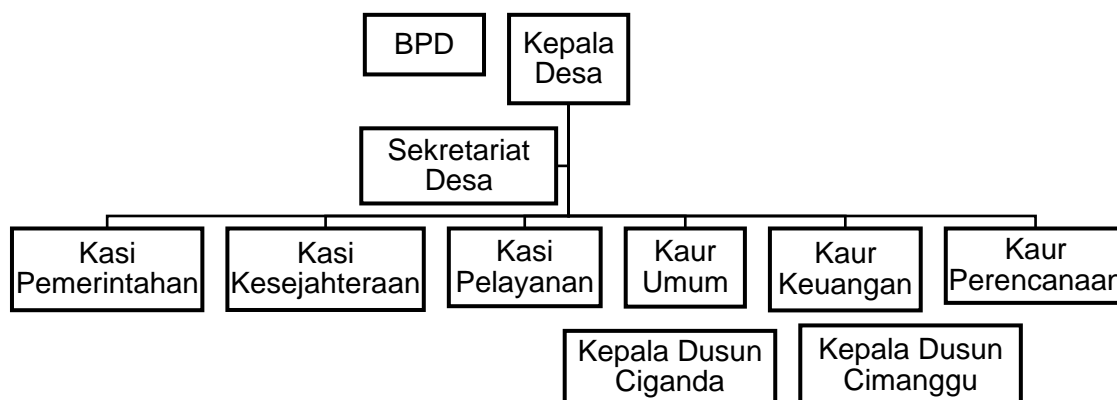 BPD
Kepala
Desa
Sekretariat
Desa
Kasi
Pemerintahan
Kasi
Kesejahteraan
Kasi
Pelayanan
Kaur
Umum
Kaur
Keuangan
Kaur
Perencanaan
Kepala Dusun
Ciganda
Kepala Dusun
Cimanggu